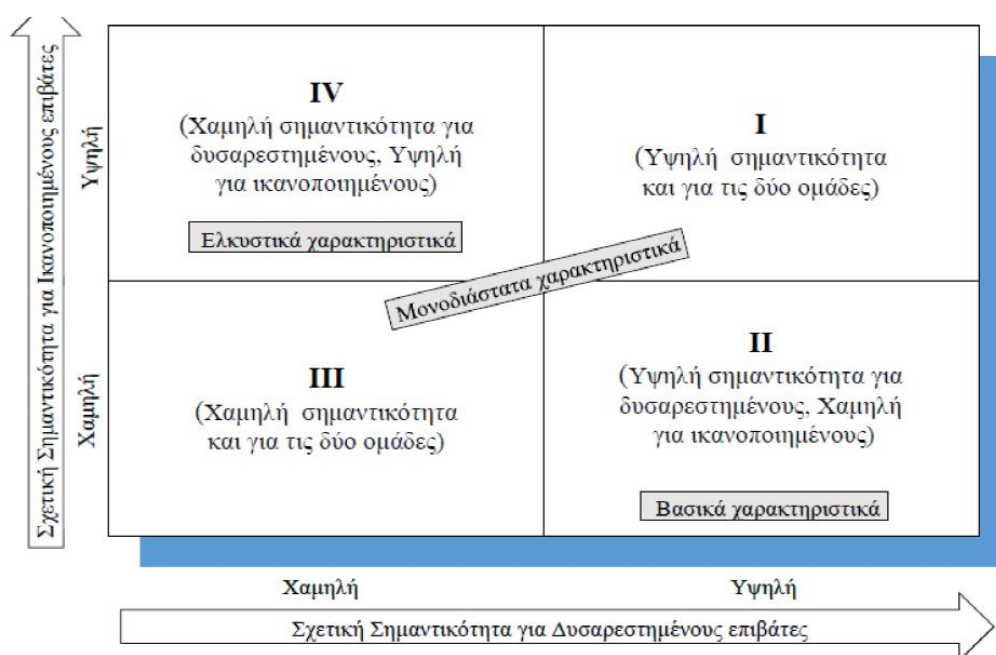 Σχετική Σημαντικότητα για Ικανοποιημένους επιβάτες
Υψηλή
Χαμηλή
IV
(Χαμηλή σημαντικότητα για
δυσαρεστημένους, Υψηλή
για ικανοποιημένους)
Ελκυστικά χαρακτηριστικά
I
(Υψηλή σημαντικότητα
και για τις δύο ομάδες)
Μονοδιάστατα χαρακτηριστικά
III
(Χαμηλή σημαντικότητα
και για τις δύο ομάδες)
II
(Υψηλή σημαντικότητα για
δυσαρεστημένους, Χαμηλή
για ικανοποιημένους)
Βασικά χαρακτηριστικά
Χαμηλή
Υψηλή
Σχετική Σημαντικότητα για Δυσαρεστημένους επιβάτες